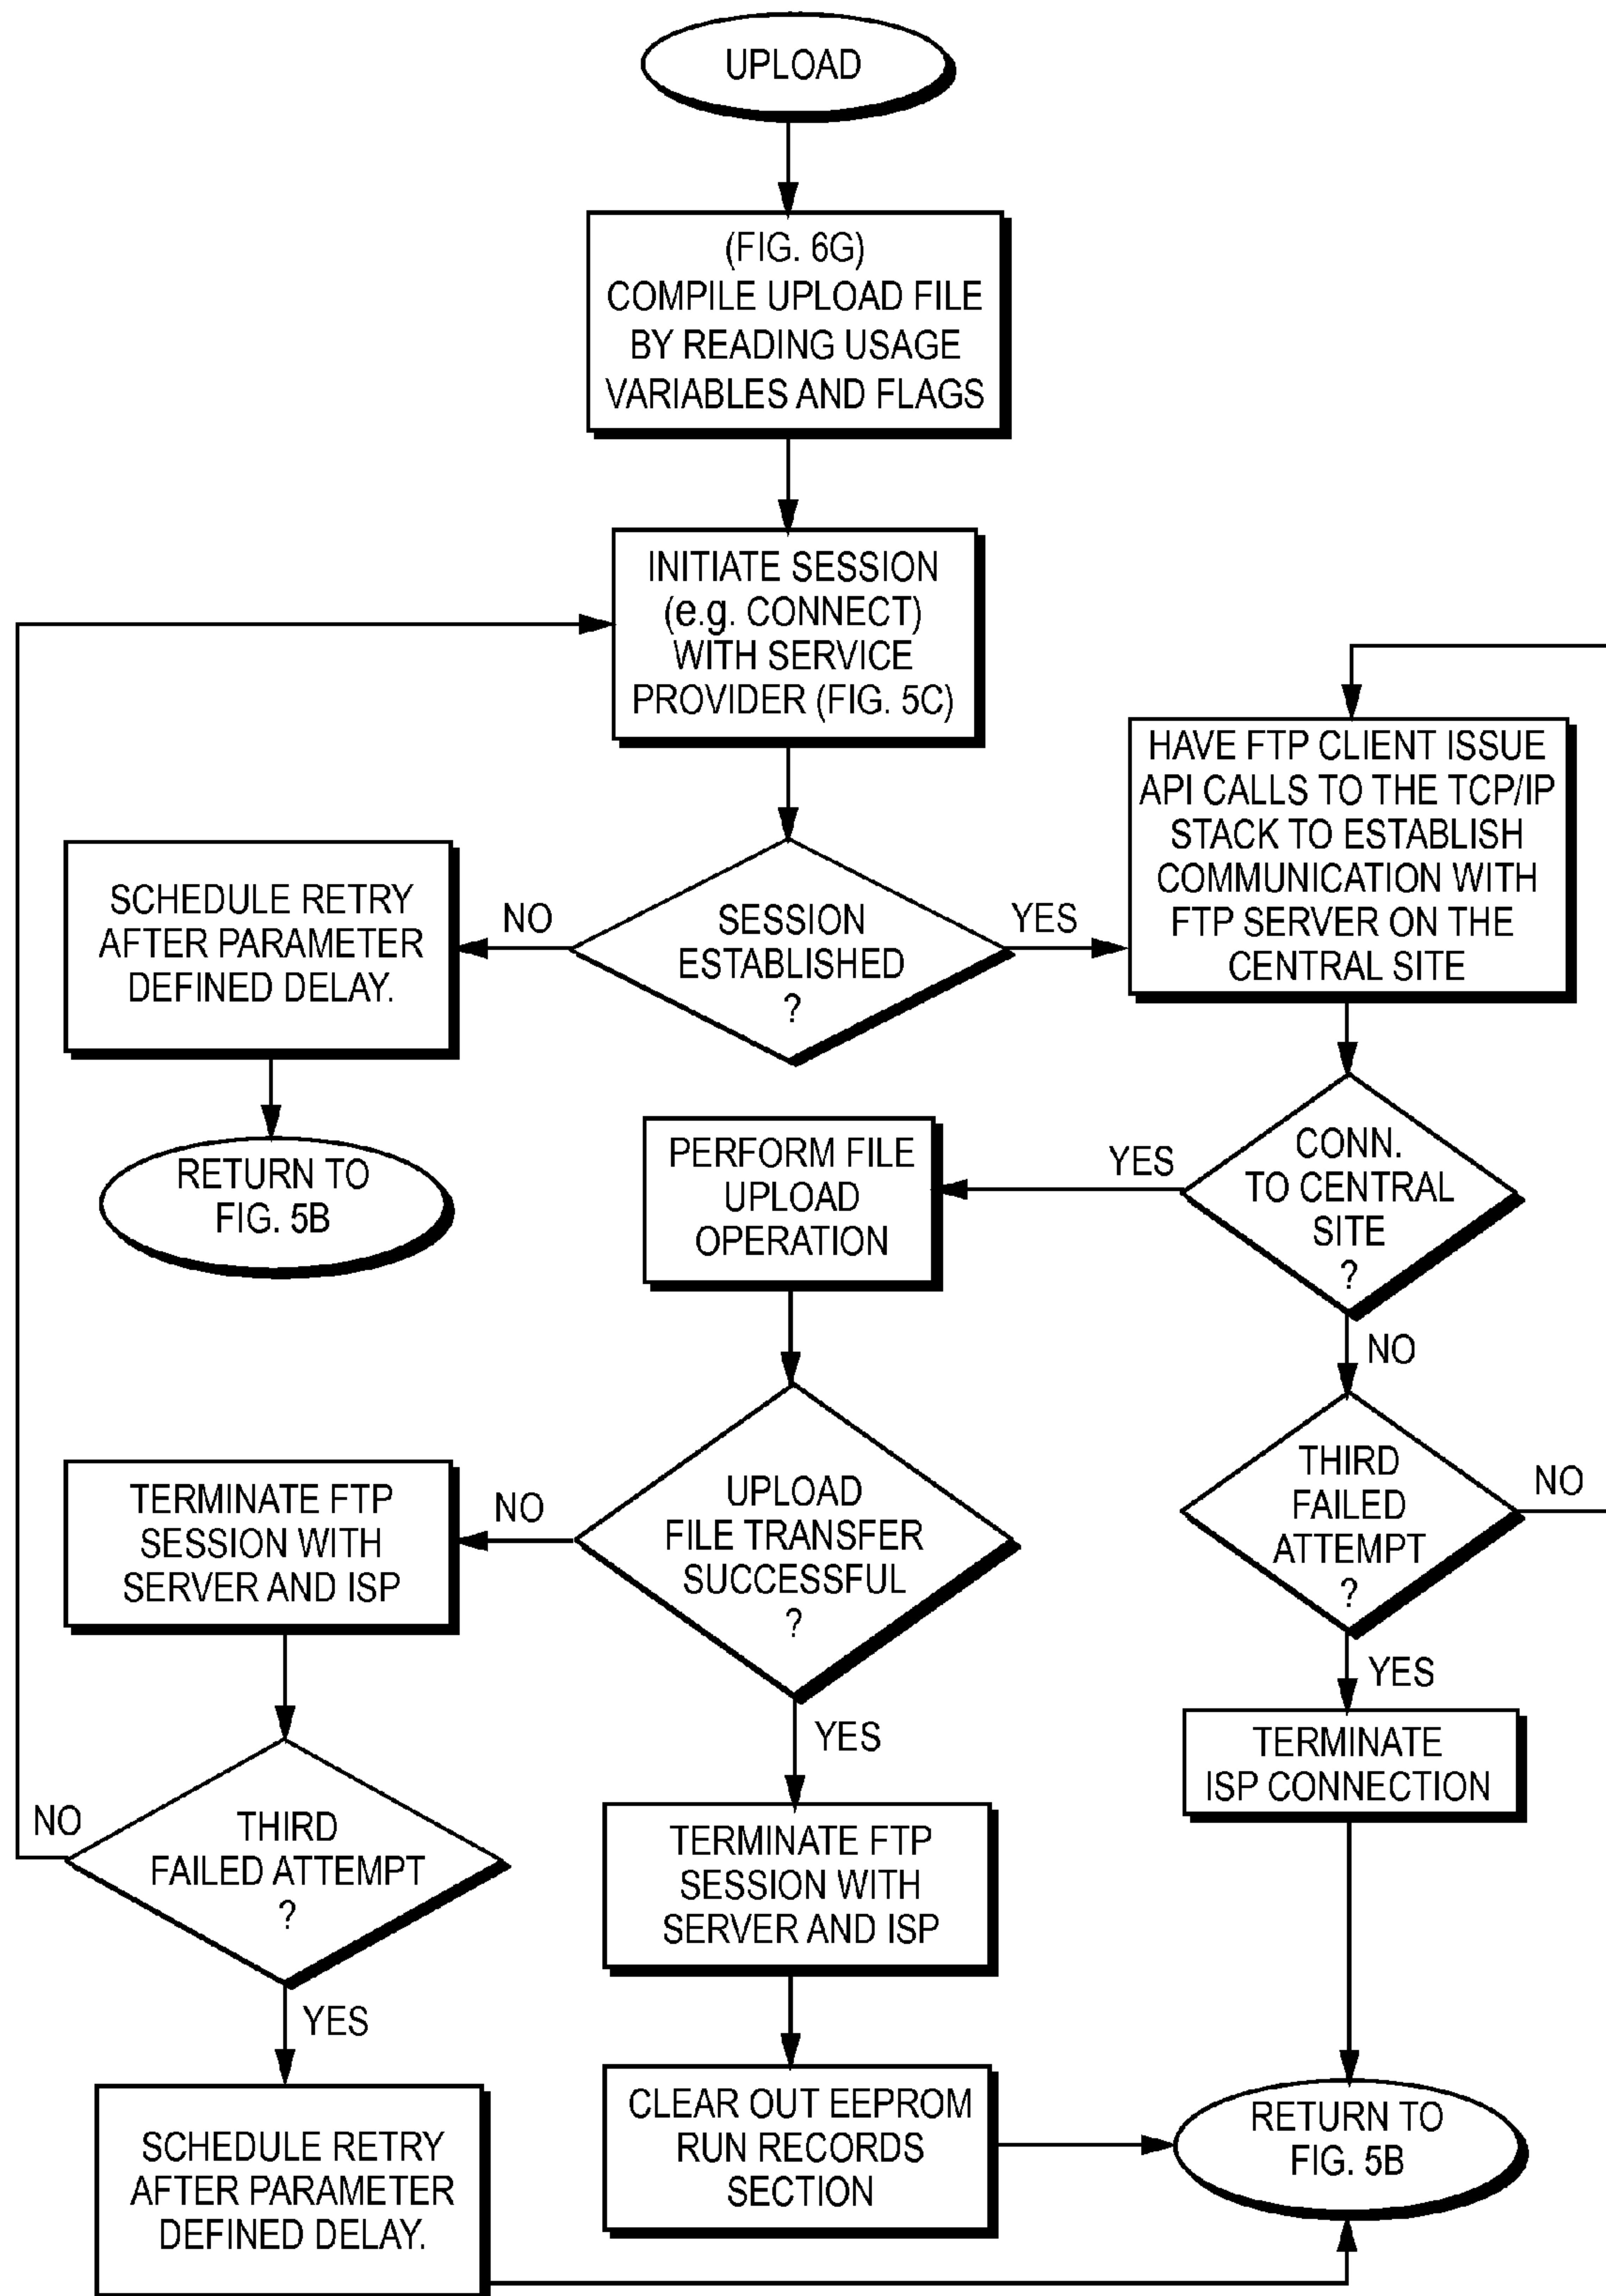 UPLOAD
(FIG. 6G)
COMPILE UPLOAD FILE
BY READING USAGE
VARIABLES AND FLAGS
INITIATE SESSION
(e.g. CONNECT)
WITH SERVICE
PROVIDER (FIG. 5C)
SESSION
ESTABLISHED
?
NO
YES
SCHEDULE RETRY
AFTER PARAMETER
DEFINED DELAY.
RETURN TO
FIG. 5B
HAVE FTP CLIENT ISSUE
API CALLS TO THE TCP/IP
STACK TO ESTABLISH
COMMUNICATION WITH
FTP SERVER ON THE
CENTRAL SITE
CONN.
TO CENTRAL
SITE
?
YES
NO
PERFORM FILE
UPLOAD
OPERATION
THIRD
FAILED
ATTEMPT
?
NO
YES
TERMINATE
ISP CONNECTION
UPLOAD
FILE TRANSFER
SUCCESSFUL
?
NO
YES
TERMINATE FTP
SESSION WITH
SERVER AND ISP
THIRD
FAILED ATTEMPT
?
NO
YES
SCHEDULE RETRY
AFTER PARAMETER
DEFINED DELAY.
TERMINATE FTP
SESSION WITH
SERVER AND ISP
CLEAR OUT EEPROM
RUN RECORDS
SECTION
RETURN TO
FIG. 5B